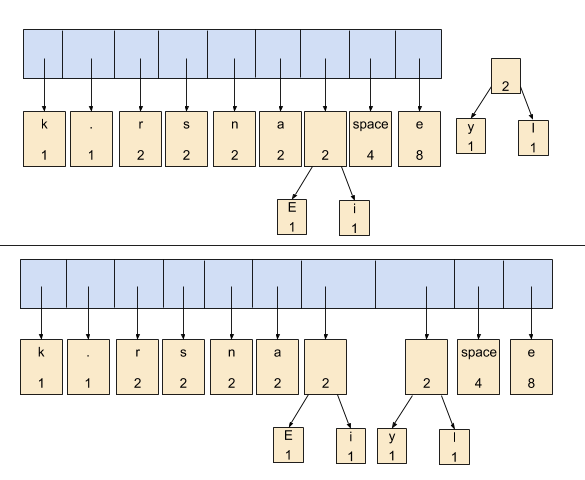 k . r s n a space e
1 1 2 2 2 2 2 4 8
2
y l
1 1
E i
1 1
k . r s n a space e
1 1 2 2 2 2 2 2 4 8
E i y l
1 1 1 1